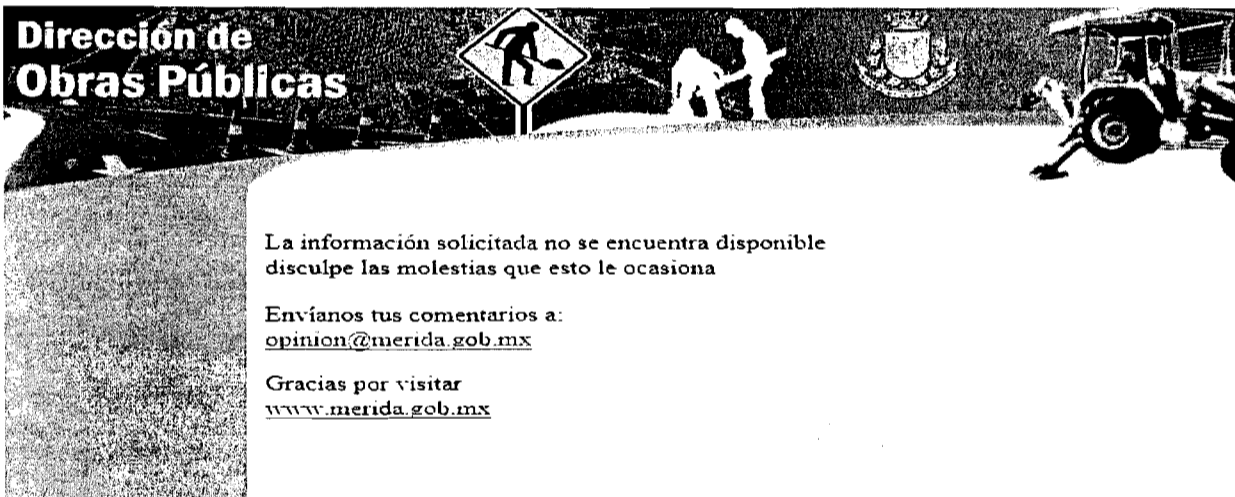 Dirección de
Obras Públicas
La información solicitada no se encuentra disponible
disculpe las molestias que esto le ocasiona
Envíanos tus comentarios a:
opinion@merida.gob.mx
Gracias por visitar
www.merida.gob.mx